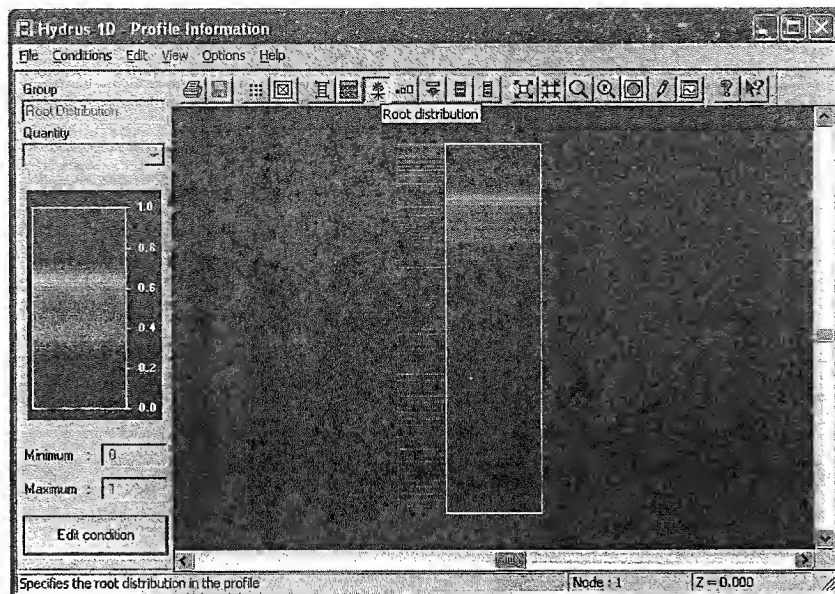 Hydrus-1D - Profile Information
File Conditions Edit View Options Help
Group
Root Distribution
Quantity
Root distribution
1.0
0.8
0.6
0.4
0.2
0.0
Minimum : 0
Maximum : 1
Edit condition
Specifies the root distribution in the profile
Node : 1
Z = 0.000